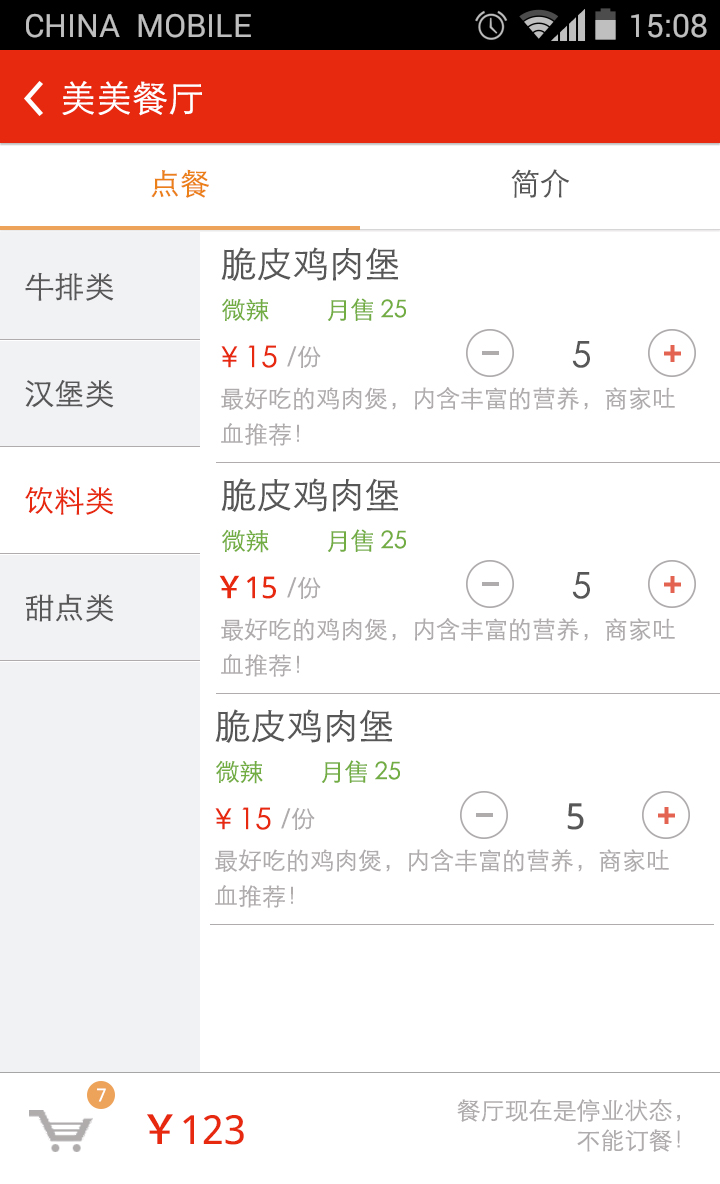 CHINA MOBILE 15:08
美美餐厅
点餐 简介
牛排类
汉堡类
饮料类
甜点类
脆皮鸡肉堡
微辣 月售 25
¥ 15 /份 5
最好吃的鸡肉煲，内含丰富的营养，商家吐
血推荐！
脆皮鸡肉堡
微辣 月售 25
¥ 15 /份 5
最好吃的鸡肉煲，内含丰富的营养，商家吐
血推荐！
脆皮鸡肉堡
微辣 月售 25
¥ 15 /份 5
最好吃的鸡肉煲，内含丰富的营养，商家吐
血推荐！
7
¥ 123
餐厅现在是停业状态，
不能订餐！